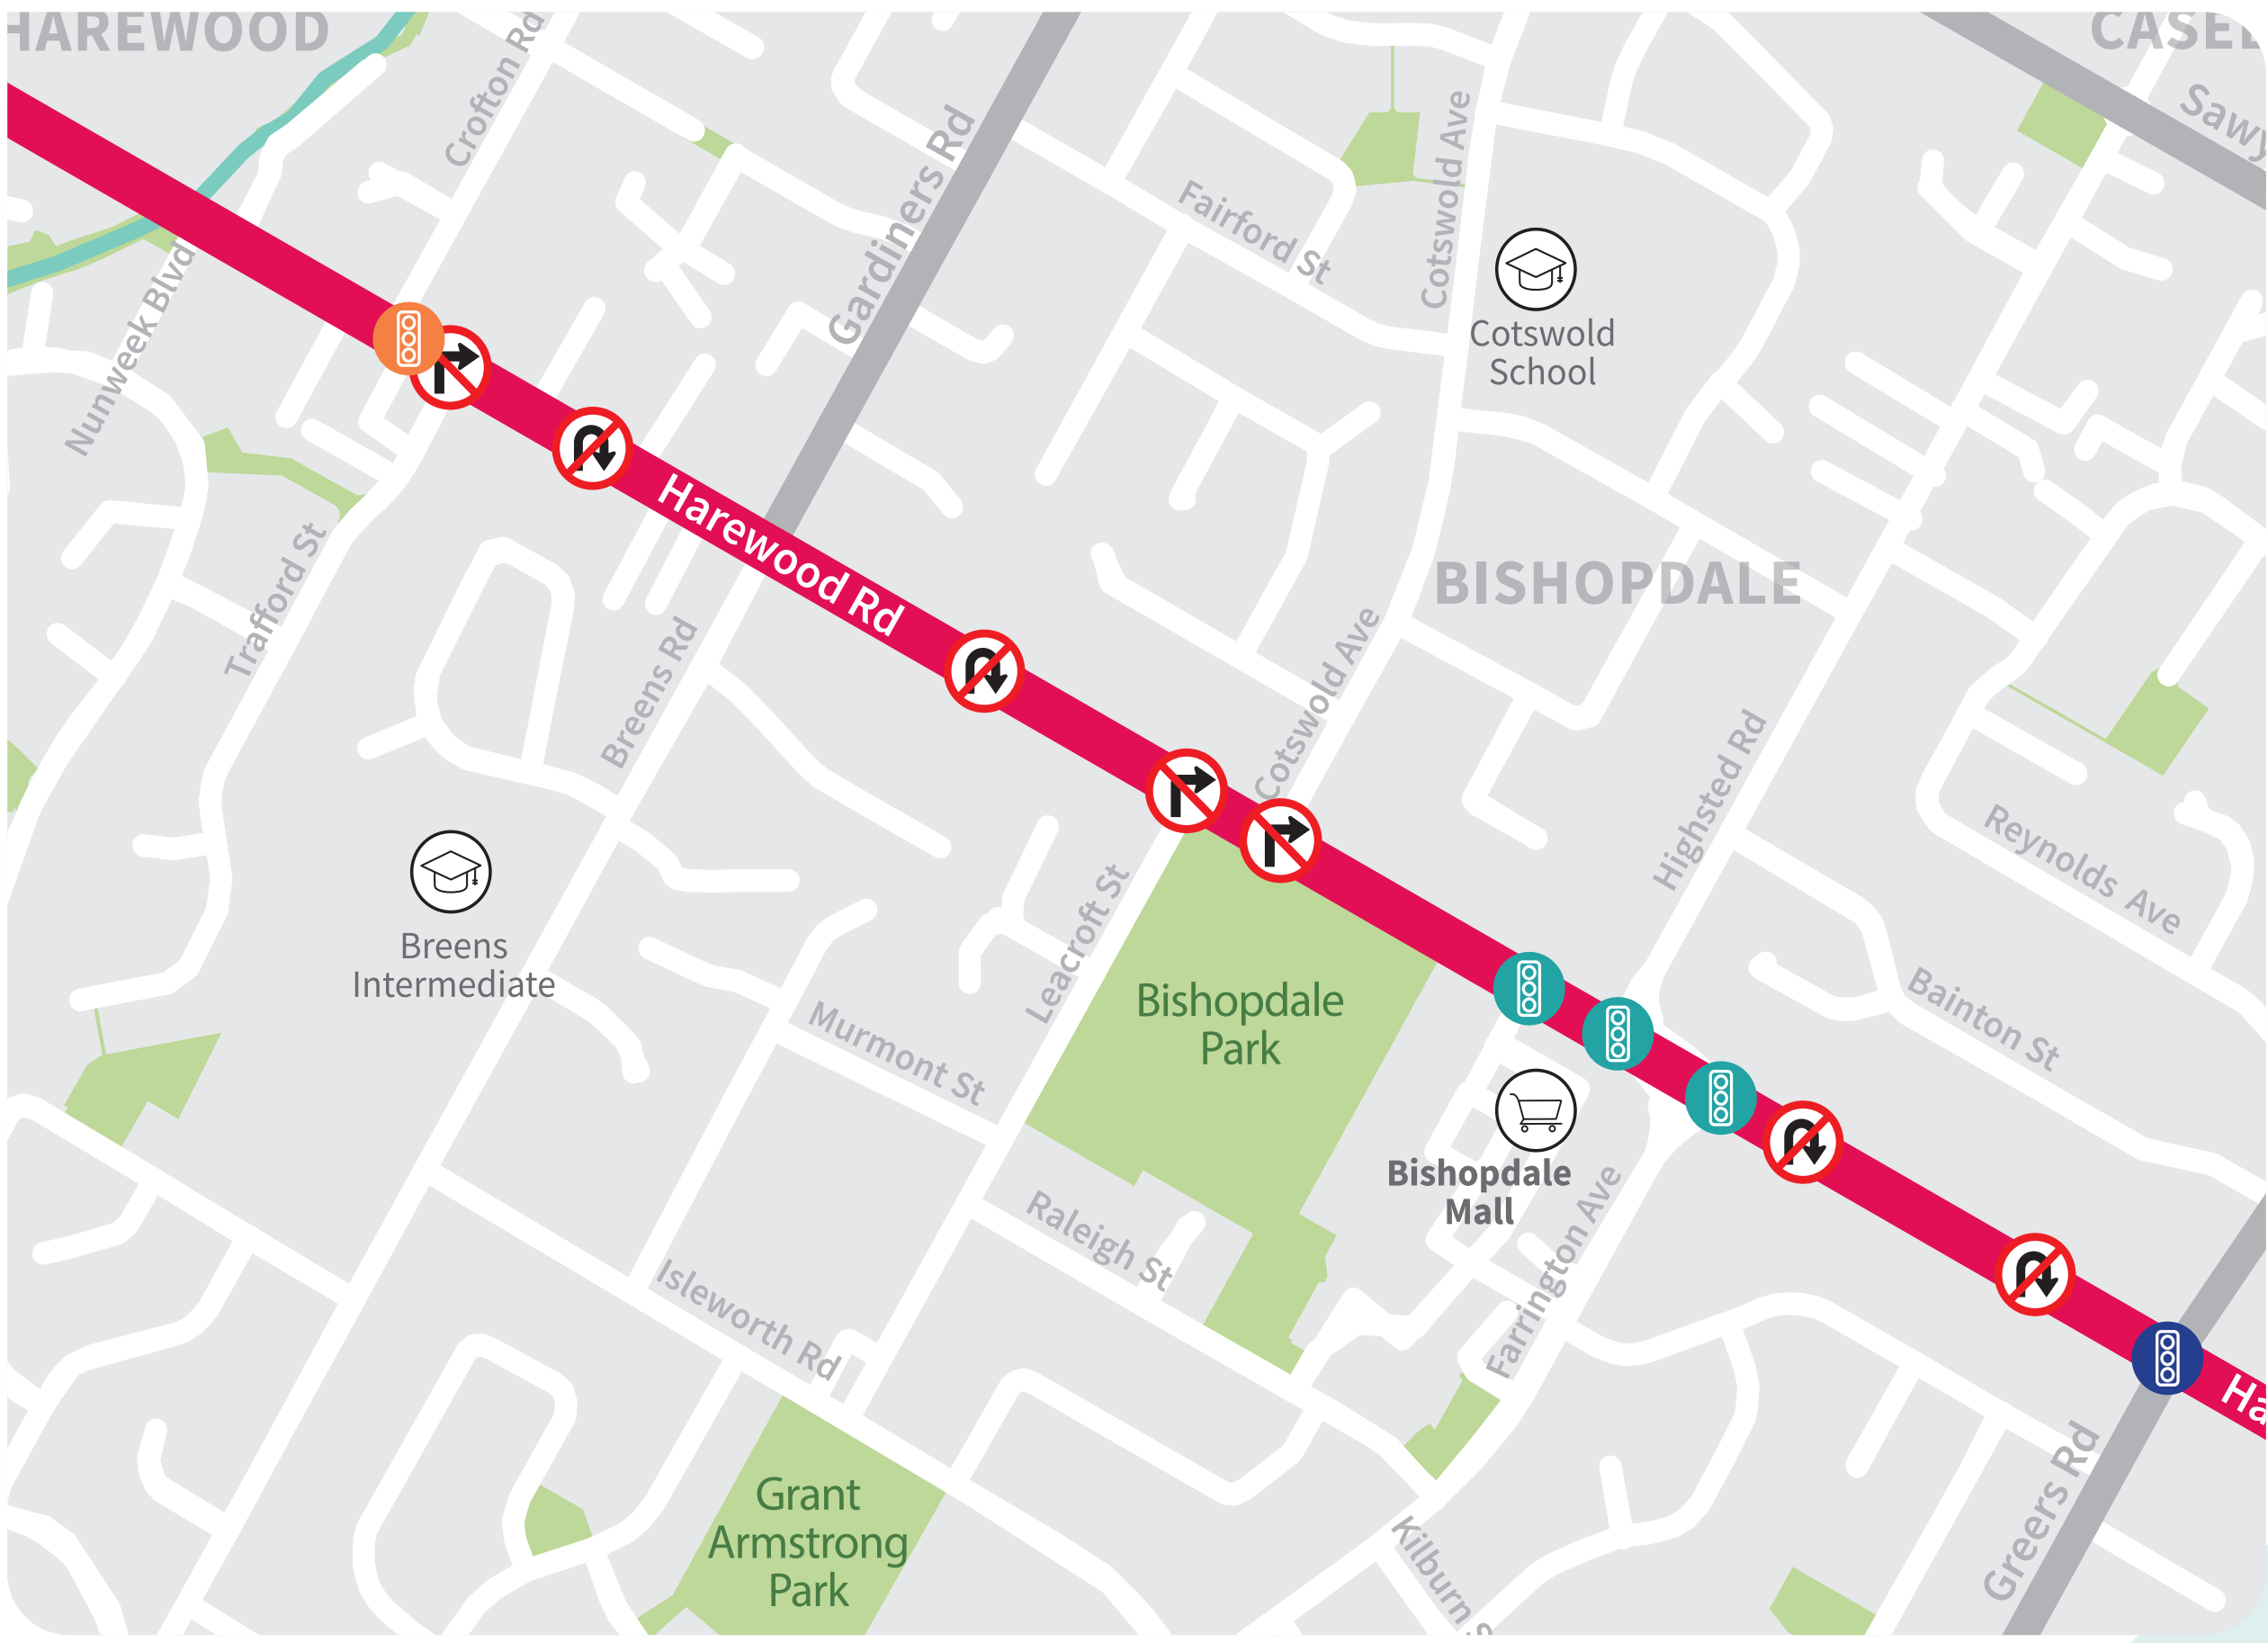 HAREWOOD
Crofton Rd
Gardiners Rd
Fairford St
Cotswold Ave
Cotswold
School
Nunweek Blvd
Harewood Rd
Trafford St
Breens Rd
BISHOPDALE
Cotswold Ave
Highsted Rd
Reynolds Ave
Breens
Intermediate
Leacroft St
Murmont St
Bishopdale
Park
Bainton St
Bishopdale
Mall
Raleigh St
Farrington Ave
Isleworth Rd
Grant
Armstrong
Park
Kilburn
Greers Rd